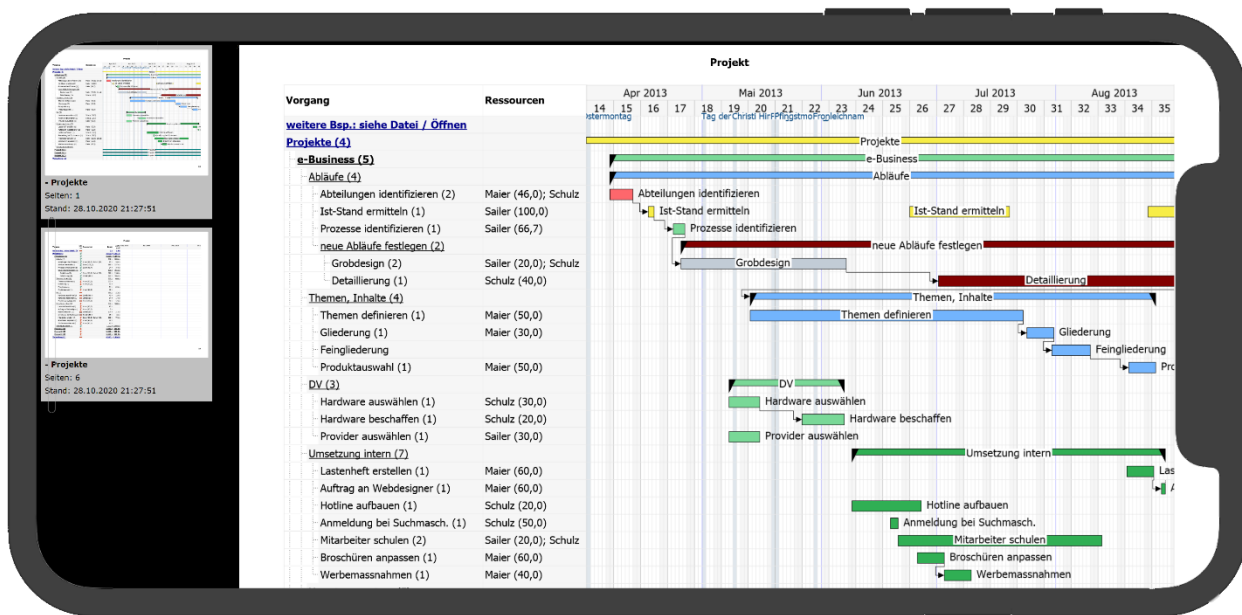 Projekt
Vorgang Ressourcen Apr 2013 Mai 2013 Jun 2013 Jul 2013 Aug 2013
14 15 16 17 18 19 20 21 22 23 24 25 26 27 28 29 30 31 32 33 34 35
Ostermontag Tag der Christi Hir Pfingstmo Fronleichnam
weitere Bsp.: siehe Datei / Öffnen
Projekte (4) Projekte
e-Business (5) e-Business
Abläufe (4) Abläufe
Abteilungen identifizieren (2) Maier (46,0); Schulz Abteilungen identifizieren
Ist-Stand ermitteln (1) Sailer (100,0) Ist-Stand ermitteln Ist-Stand ermitteln
Prozesse identifizieren (1) Sailer (66,7) Prozesse identifizieren
neue Abläufe festlegen (2) neue Abläufe festlegen
Grobdesign (2) Sailer (20,0); Schulz Grobdesign
Detaillierung (1) Schulz (40,0) Detaillierung
Themen, Inhalte (4) Themen, Inhalte
Themen definieren (1) Maier (50,0) Themen definieren
Gliederung (1) Maier (30,0) Gliederung
Feingliederung Feingliederung
Produktauswahl (1) Maier (50,0) Pro
DV (3) DV
Hardware auswählen (1) Schulz (30,0) Hardware auswählen
Hardware beschaffen (1) Schulz (20,0) Hardware beschaffen
Provider auswählen (1) Sailer (30,0) Provider auswählen
Umsetzung intern (7) Umsetzung intern
Lastenheft erstellen (1) Maier (60,0) Las
Auftrag an Webdesigner (1) Maier (60,0) A
Hotline aufbauen (1) Schulz (20,0) Hotline aufbauen
Anmeldung bei Suchmasch. (1) Schulz (50,0) Anmeldung bei Suchmasch.
Mitarbeiter schulen (2) Sailer (20,0); Schulz Mitarbeiter schulen
Broschüren anpassen (1) Maier (60,0) Broschüren anpassen
Werbemassnahmen (1) Maier (40,0) Werbemassnahmen
- Projekte
Seiten: 1
Stand: 28.10.2020 21:27:51
- Projekte
Seiten: 6
Stand: 28.10.2020 21:27:51